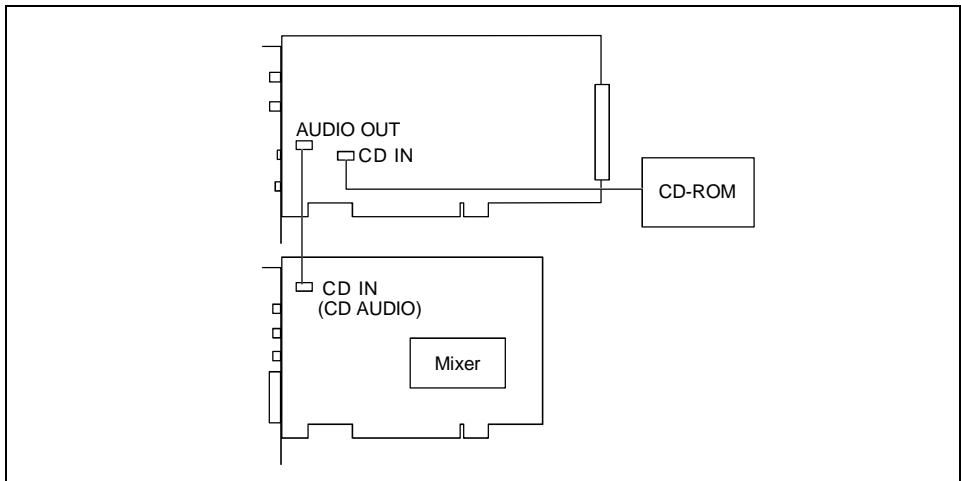 AUDIO OUT
CD IN
CD-ROM
CD IN
(CD AUDIO)
Mixer